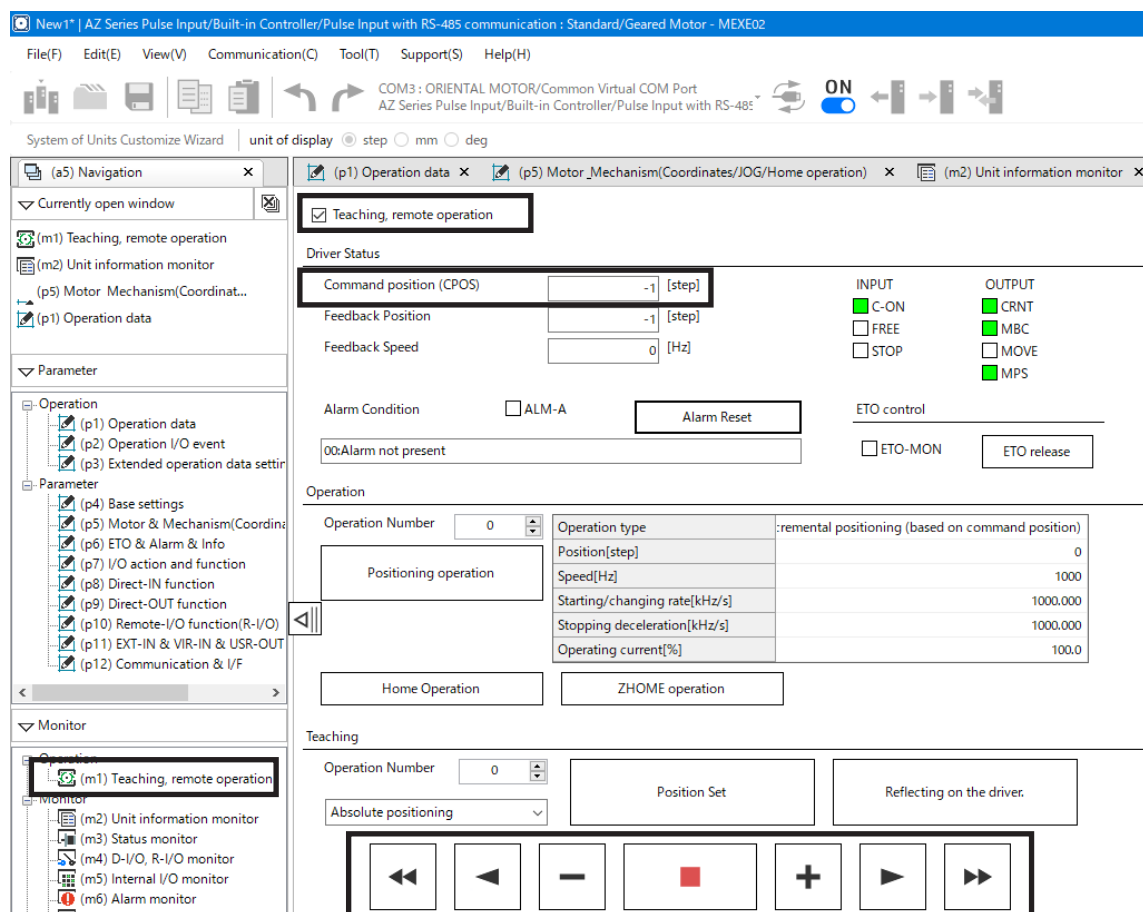 New1* | AZ Series Pulse Input/Built-in Controller/Pulse Input with RS-485 communication : Standard/Geared Motor - MEXE02
File(F) Edit(E) View(V) Communication(C) Tool(T) Support(S) Help(H)
COM3 : ORIENTAL MOTOR/Common Virtual COM Port
AZ Series Pulse Input/Built-in Controller/Pulse Input with RS-485
ON
System of Units Customize Wizard unit of display step mm deg
(a5) Navigation
(p1) Operation data (p5) Motor_Mechanism(Coordinates/JOG/Home operation) (m2) Unit information monitor
Currently open window
(m1) Teaching, remote operation
(m2) Unit information monitor
(p5) Motor Mechanism(Coordinat...
(p1) Operation data
Parameter
Operation
(p1) Operation data
(p2) Operation I/O event
(p3) Extended operation data settin
Parameter
(p4) Base settings
(p5) Motor & Mechanism(Coordina
(p6) ETO & Alarm & Info
(p7) I/O action and function
(p8) Direct-IN function
(p9) Direct-OUT function
(p10) Remote-I/O function(R-I/O)
(p11) EXT-IN & VIR-IN & USR-OUT
(p12) Communication & I/F
Monitor
Operation
(m1) Teaching, remote operation
Monitor
(m2) Unit information monitor
(m3) Status monitor
(m4) D-I/O, R-I/O monitor
(m5) Internal I/O monitor
(m6) Alarm monitor
Teaching, remote operation
Driver Status
Command position (CPOS) -1 [step]
Feedback Position -1 [step]
Feedback Speed 0 [Hz]
INPUT OUTPUT
C-ON CRNT
FREE MBC
STOP MOVE
MPS
Alarm Condition ALM-A Alarm Reset
00:Alarm not present
ETO control
ETO-MON ETO release
Operation
Operation Number 0
Positioning operation
Operation type :remental positioning (based on command position)
Position[step] 0
Speed[Hz] 1000
Starting/changing rate[kHz/s] 1000.000
Stopping deceleration[kHz/s] 1000.000
Operating current[%] 100.0
Home Operation ZHOME operation
Teaching
Operation Number 0
Absolute positioning
Position Set Reflecting on the driver.